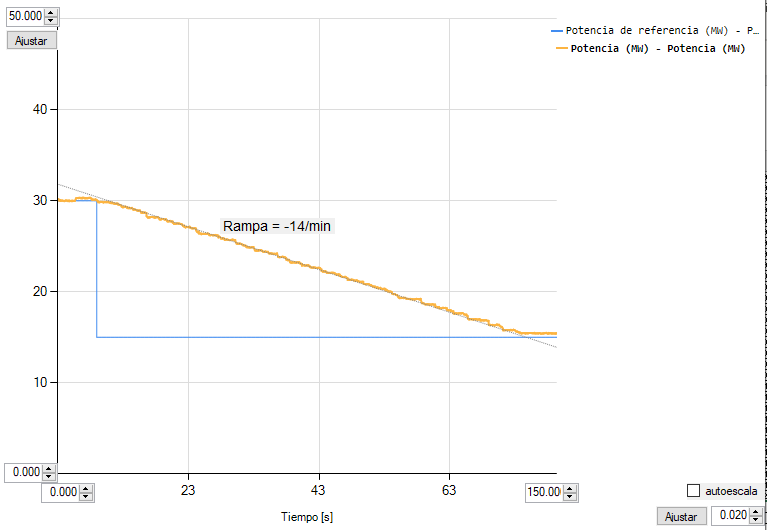 50.000
Ajustar
Potencia de referencia (MW) - P…
Potencia (MW) - Potencia (MW)
40
30
Rampa = -14/min
20
10
0.000
0.000
23
43
63
150.000
autoescala
Tiempo [s]
Ajustar
0.020